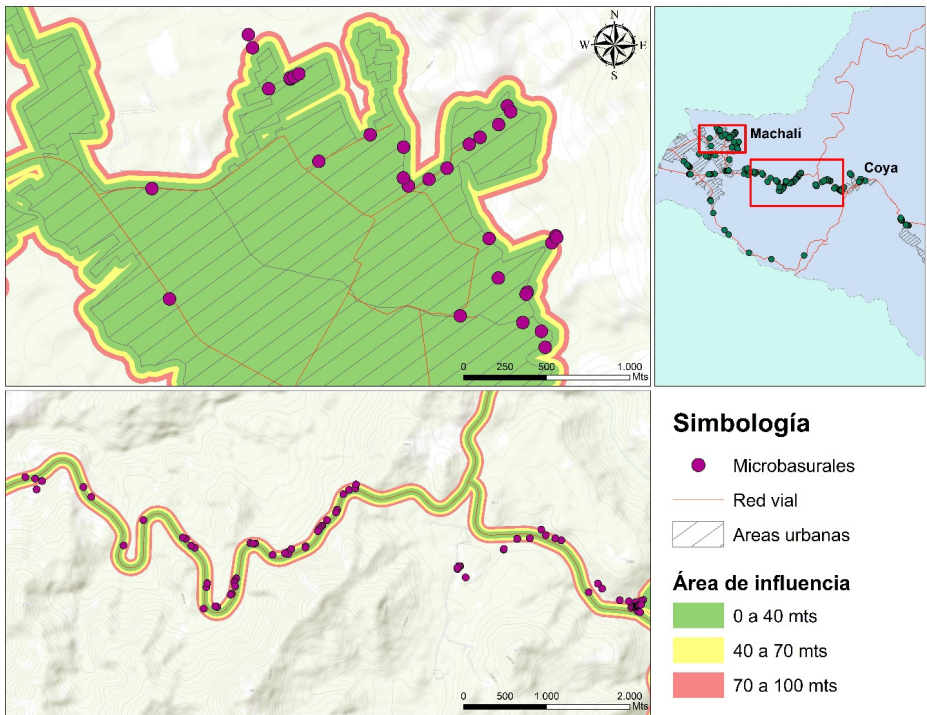 N
W E
S
0 250 500 1.000
Mts
Machalí
Coya
0 500 1.000 2.000
Mts
Simbología
Microbasurales
Red vial
Areas urbanas
Área de influencia
0 a 40 mts
40 a 70 mts
70 a 100 mts